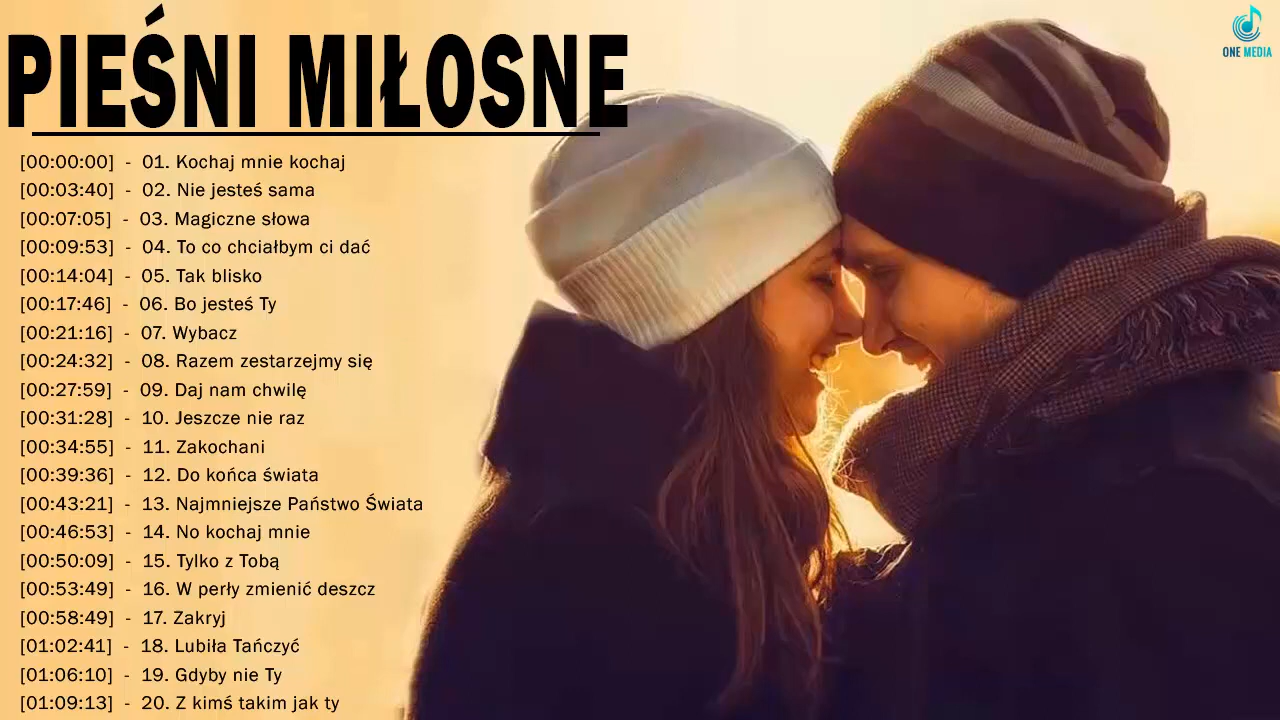 PIEŚNI MIŁOSNE
ONE MEDIA
[00:00:00] - 01. Kochaj mnie kochaj
[00:03:40] - 02. Nie jesteś sama
[00:07:05] - 03. Magiczne słowa
[00:09:53] - 04. To co chciałbym ci dać
[00:14:04] - 05. Tak blisko
[00:17:46] - 06. Bo jesteś Ty
[00:21:16] - 07. Wybacz
[00:24:32] - 08. Razem zestarzejmy się
[00:27:59] - 09. Daj nam chwilę
[00:31:28] - 10. Jeszcze nie raz
[00:34:55] - 11. Zakochani
[00:39:36] - 12. Do końca świata
[00:43:21] - 13. Najmniejsze Państwo Świata
[00:46:53] - 14. No kochaj mnie
[00:50:09] - 15. Tylko z Tobą
[00:53:49] - 16. W perły zmienić deszcz
[00:58:49] - 17. Zakryj
[01:02:41] - 18. Lubiła Tańczyć
[01:06:10] - 19. Gdyby nie Ty
[01:09:13] - 20. Z kimś takim jak ty